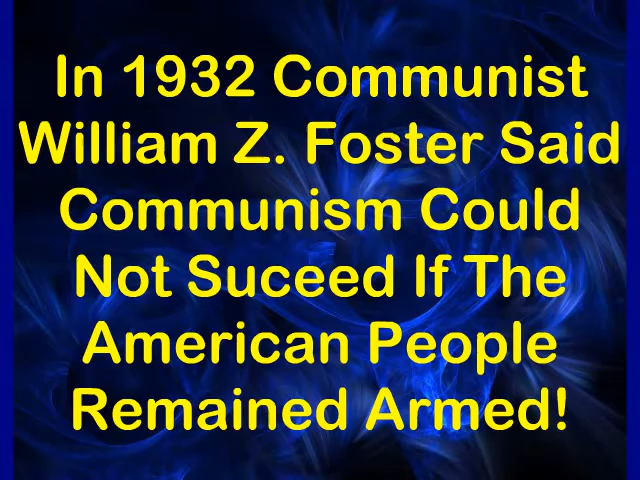 In 1932 Communist
William Z. Foster Said
Communism Could
Not Suceed If The
American People
Remained Armed!